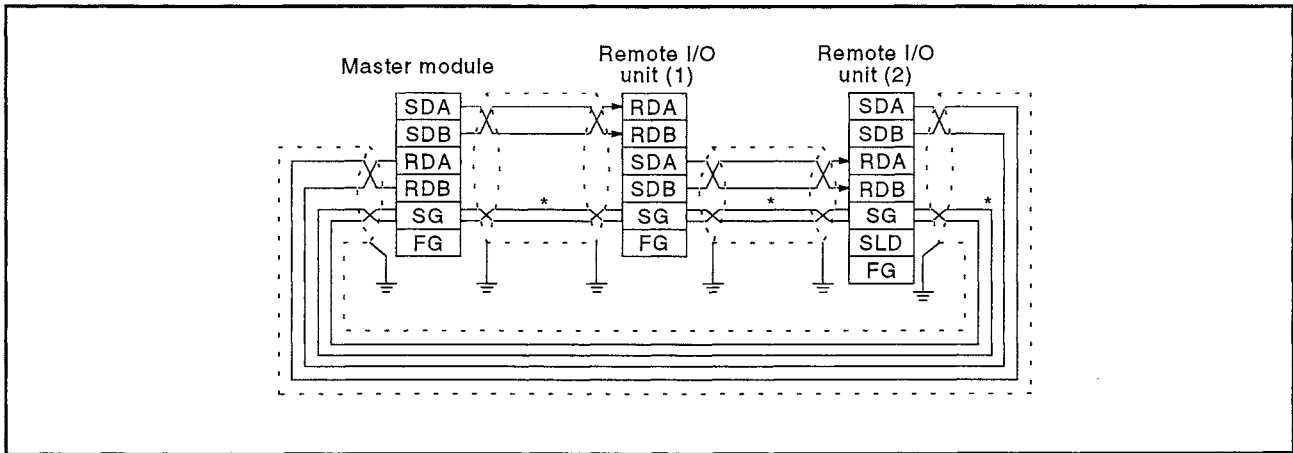 Master module
Remote I/O
unit (1)
Remote I/O
unit (2)
SDA
SDB
RDA
RDB
SG
FG
RDA
RDB
SDA
SDB
SG
FG
SDA
SDB
RDA
RDB
SG
SLD
FG
*
*
*